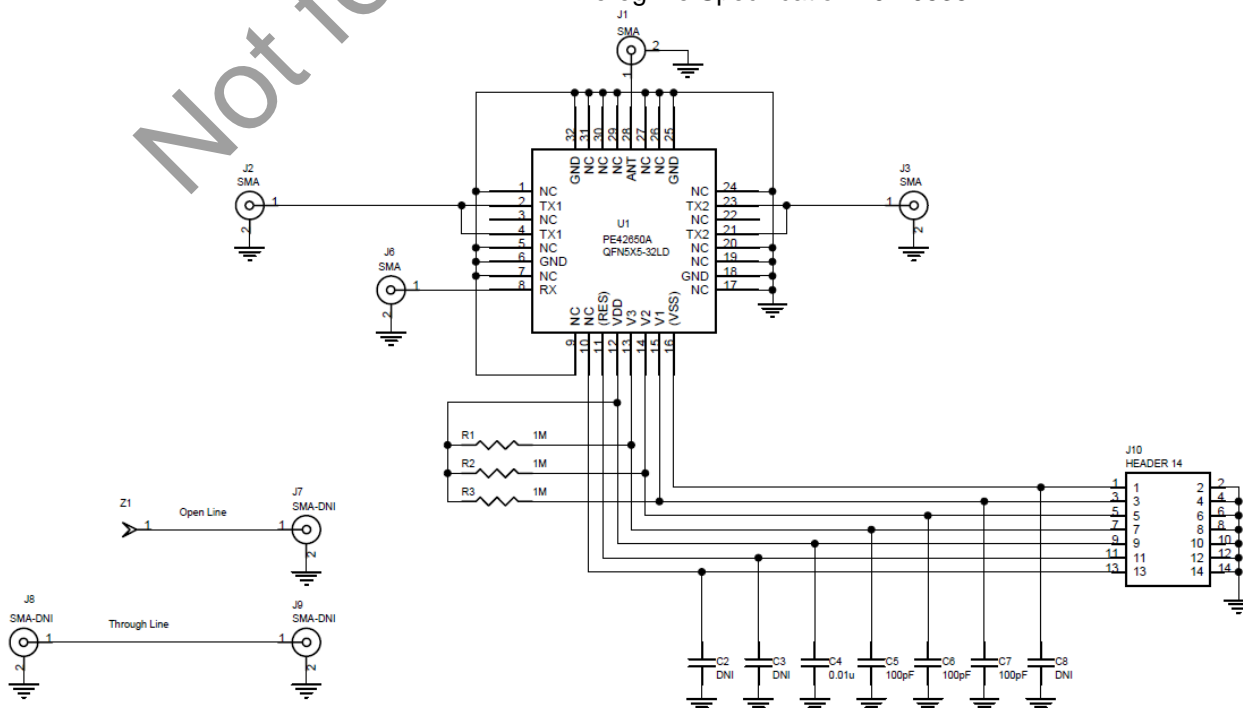 Not fo
J1
SMA
2
1
32
31
30
29
28
27
26
25
GND
NC
NC
NC
ANT
NC
NC
GND
J2
SMA
1
2
J3
SMA
1
2
J6
SMA
1
2
1 NC
2 TX1
3 NC
4 TX1
5 NC
6 GND
7 NC
8 RX
U1
PE42650A
QFN5X5-32LD
NC 24
TX2 23
NC 22
TX2 21
NC 20
NC 19
GND 18
NC 17
NC
NC
(RES)
VDD
V3
V2
V1
(VSS)
9
10
11
12
13
14
15
16
R1 1M
R2 1M
R3 1M
J10
HEADER 14
1 1 2 2
3 3 4 4
5 5 6 6
7 7 8 8
9 9 10 10
11 11 12 12
13 13 14 14
Z1
1
Open Line
J7
SMA-DNI
1
2
J8
SMA-DNI
1
2
Through Line
J9
SMA-DNI
1
2
C2
DNI
C3
DNI
C4
0.01u
C5
100pF
C6
100pF
C7
100pF
C8
DNI